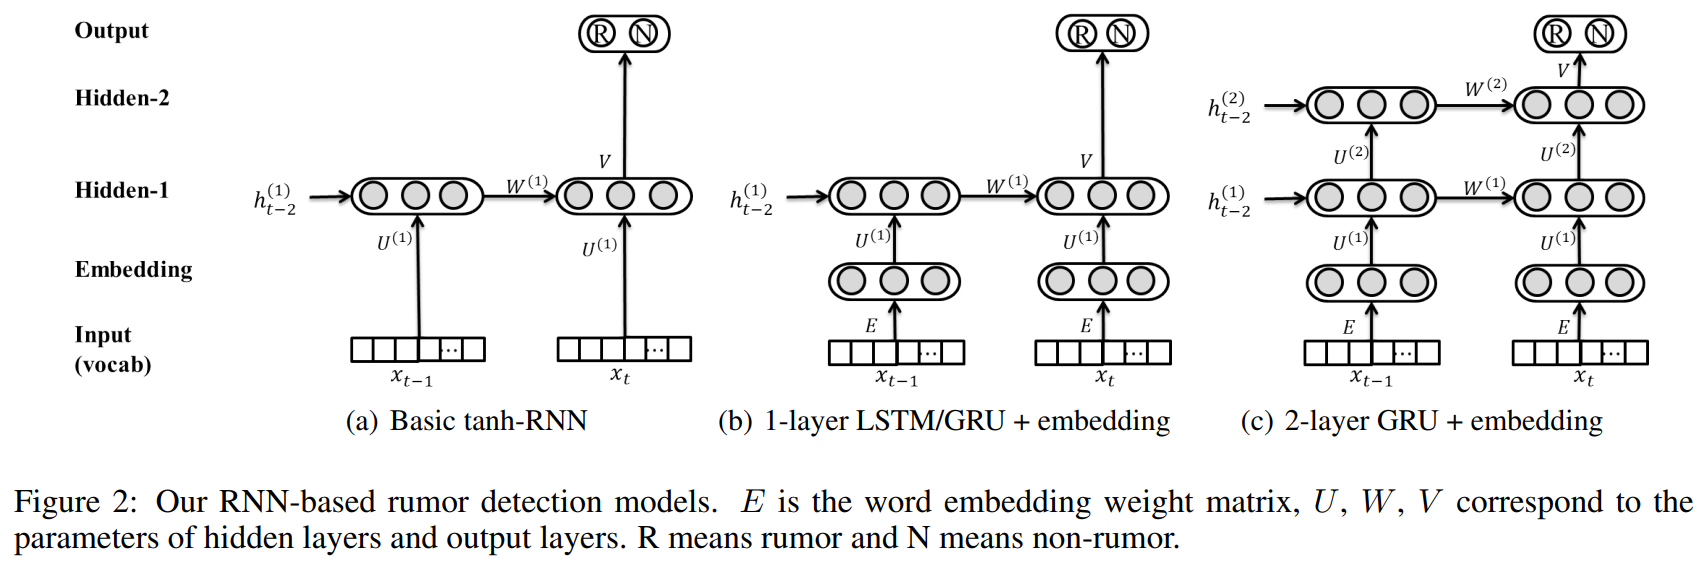 Output
Hidden-2
Hidden-1
Embedding
Input
(vocab)
R N
V
h_{t-2}^{(1)}
W^{(1)}
U^{(1)}
U^{(1)}
...
...
x_{t-1}
x_t
(a) Basic tanh-RNN
R N
V
h_{t-2}^{(1)}
W^{(1)}
U^{(1)}
U^{(1)}
E
E
...
...
x_{t-1}
x_t
(b) 1-layer LSTM/GRU + embedding
R N
V
h_{t-2}^{(2)}
W^{(2)}
U^{(2)}
U^{(2)}
h_{t-2}^{(1)}
W^{(1)}
U^{(1)}
U^{(1)}
E
E
...
...
x_{t-1}
x_t
(c) 2-layer GRU + embedding
Figure 2: Our RNN-based rumor detection models. E is the word embedding weight matrix, U, W, V correspond to the
parameters of hidden layers and output layers. R means rumor and N means non-rumor.